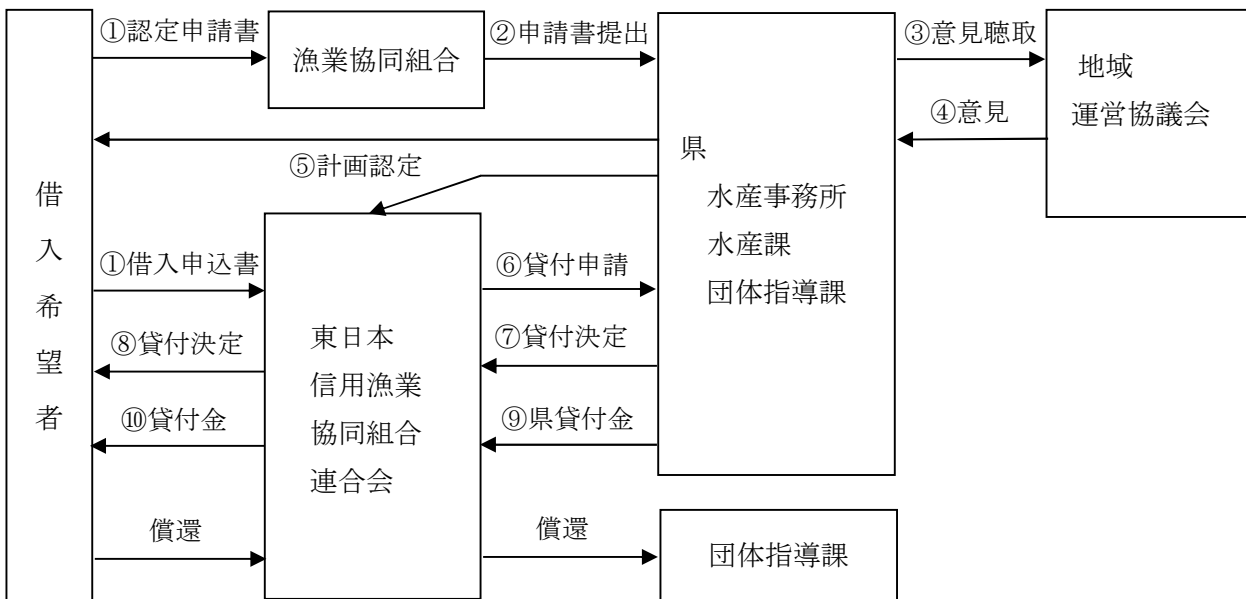 ①認定申請書
漁業協同組合
②申請書提出
③意見聴取
地域
運営協議会
④意見
⑤計画認定
県
水産事務所
水産課
団体指導課
借入希望者
①借入申込書
⑥貸付申請
⑧貸付決定
東日本
信用漁業
協同組合
連合会
⑦貸付決定
⑩貸付金
⑨県貸付金
償還
償還
団体指導課